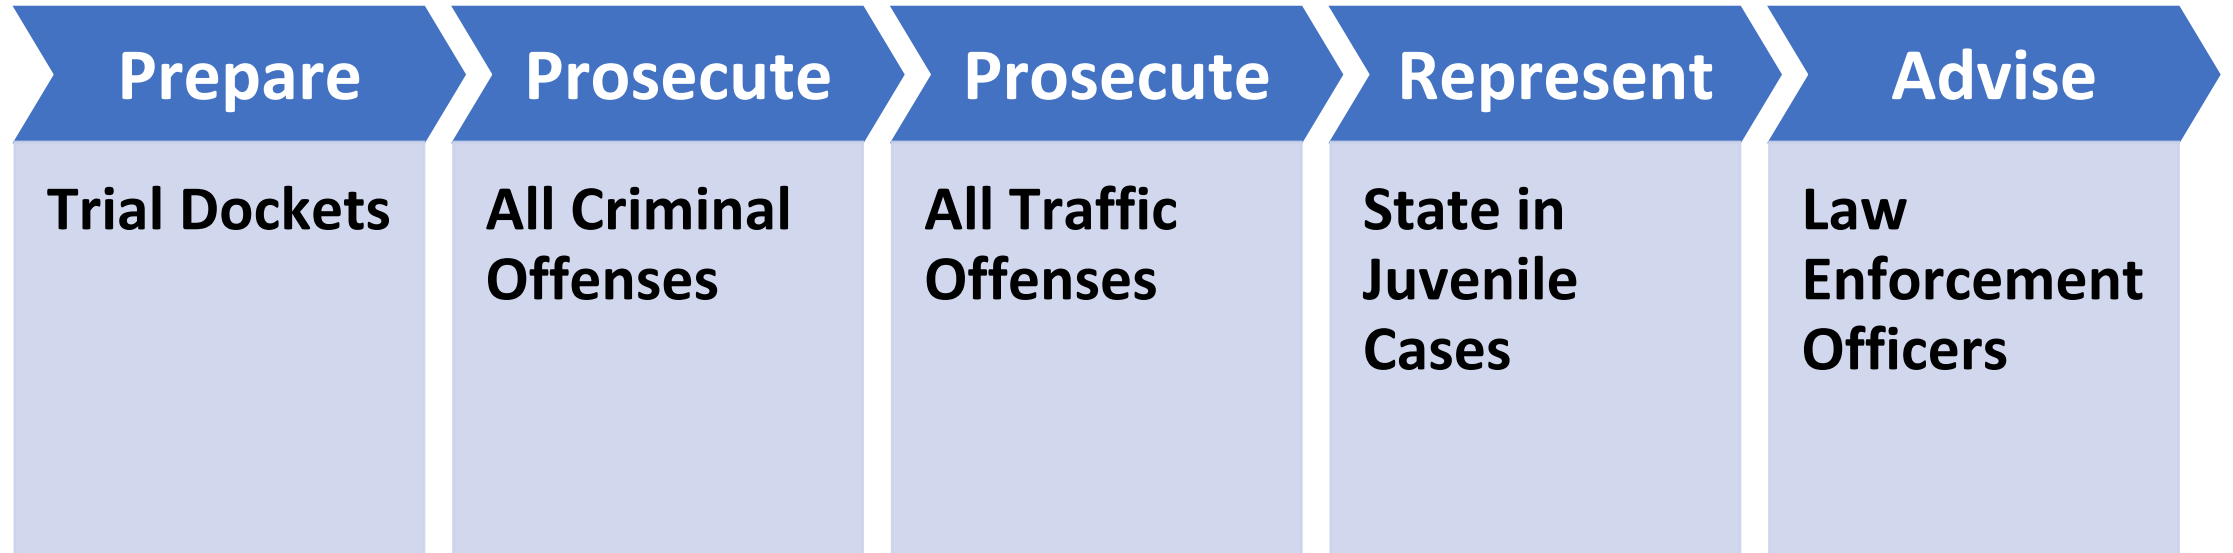 Prepare
Trial Dockets
Prosecute
All Criminal
Offenses
Prosecute
All Traffic
Offenses
Represent
State in
Juvenile
Cases
Advise
Law
Enforcement
Officers